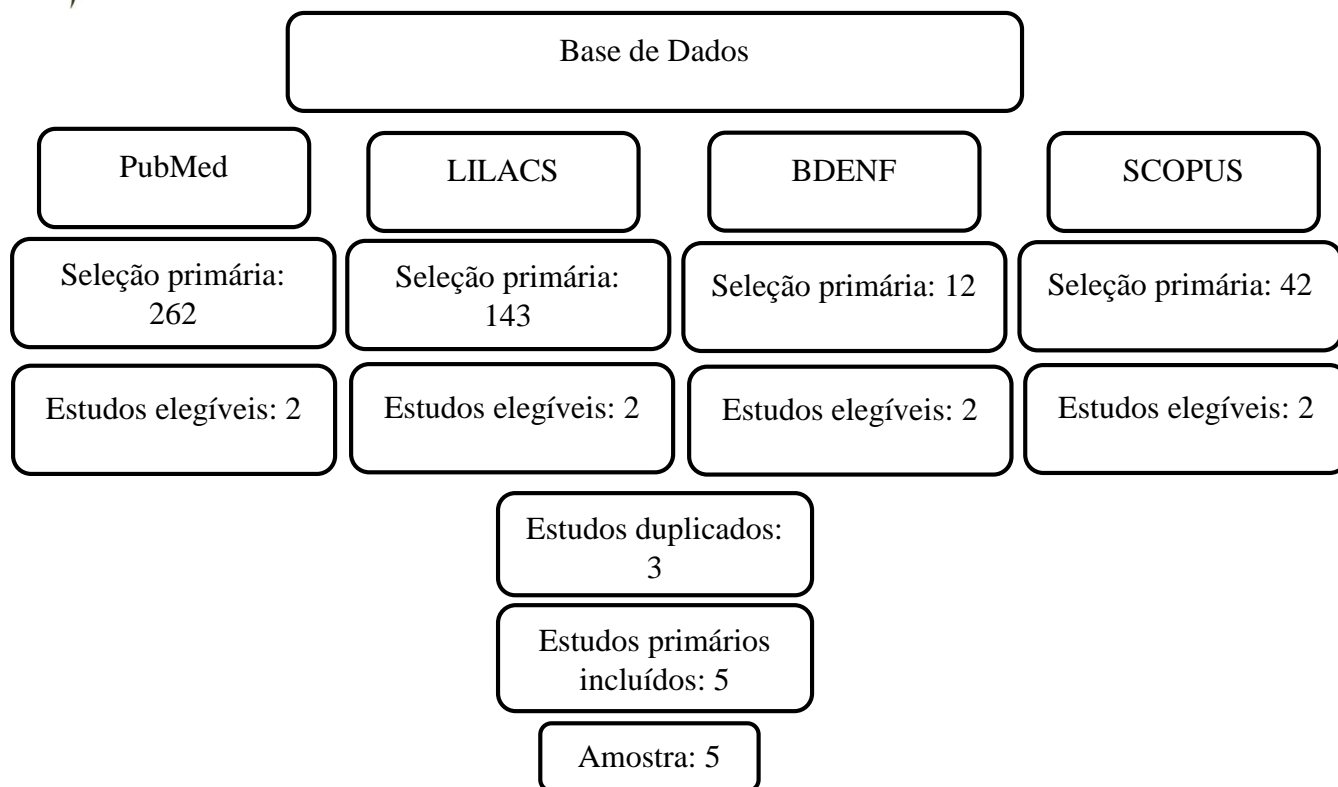 Base de Dados
PubMed
LILACS
BDENF
SCOPUS
Seleção primária:
262
Seleção primária:
143
Seleção primária: 12
Seleção primária: 42
Estudos elegíveis: 2
Estudos elegíveis: 2
Estudos elegíveis: 2
Estudos elegíveis: 2
Estudos duplicados:
3
Estudos primários
incluídos: 5
Amostra: 5